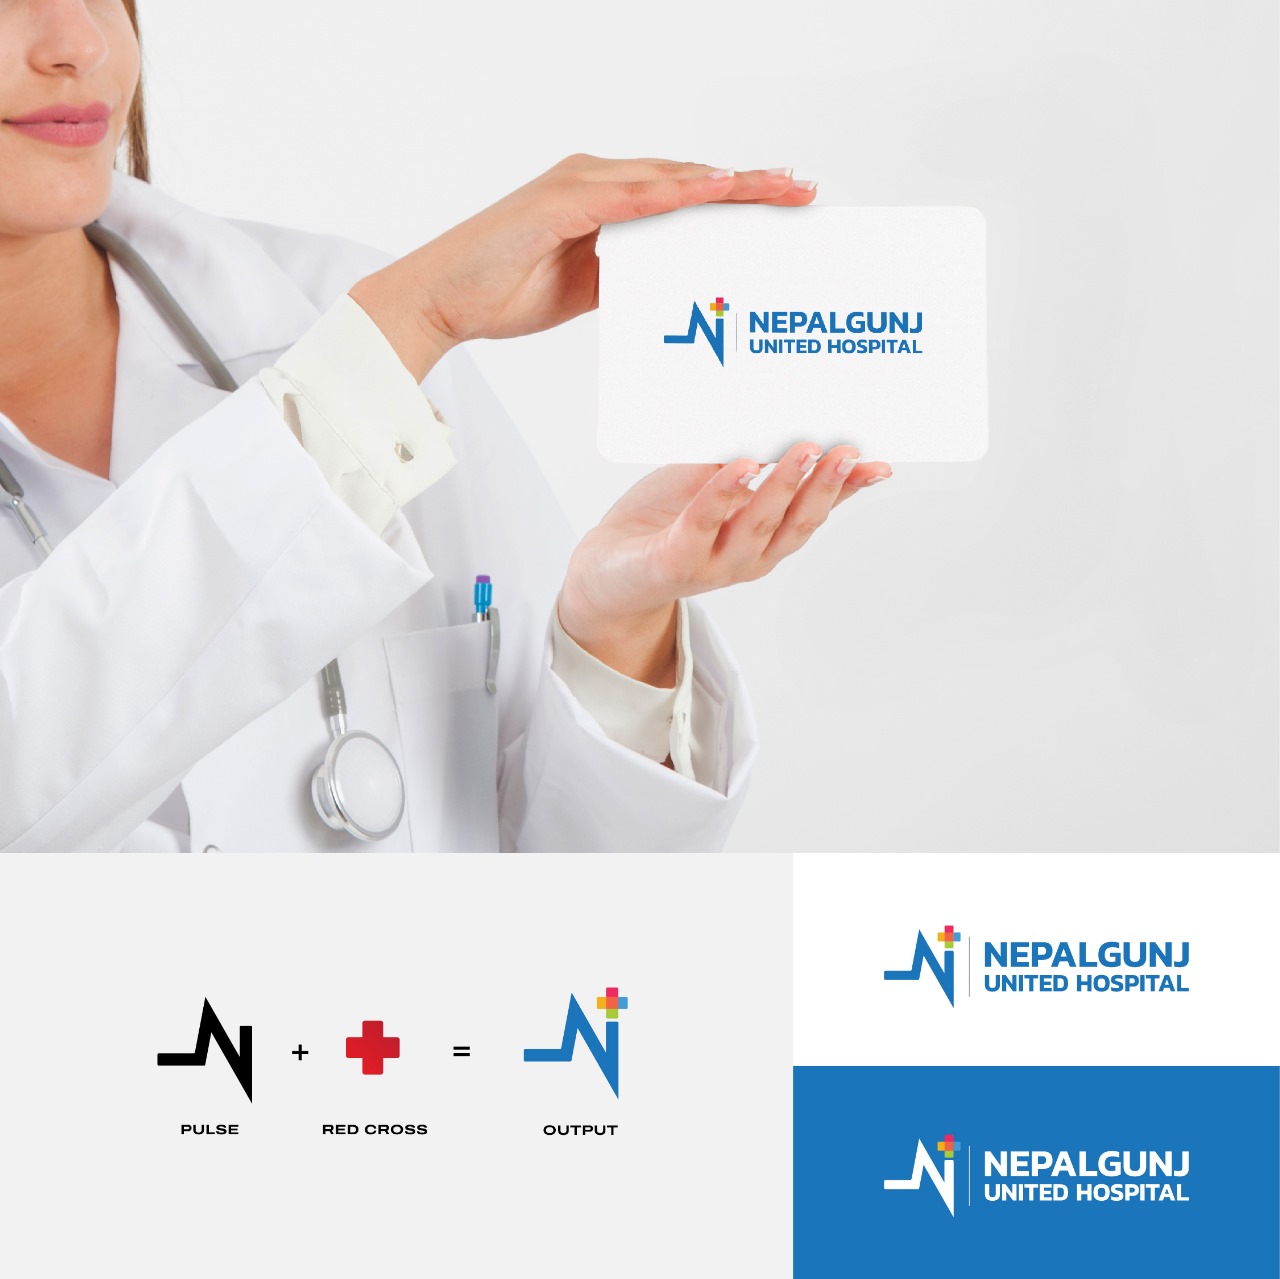 NEPALGUNJ
UNITED HOSPITAL
+
=
PULSE
RED CROSS
OUTPUT
NEPALGUNJ
UNITED HOSPITAL
NEPALGUNJ
UNITED HOSPITAL